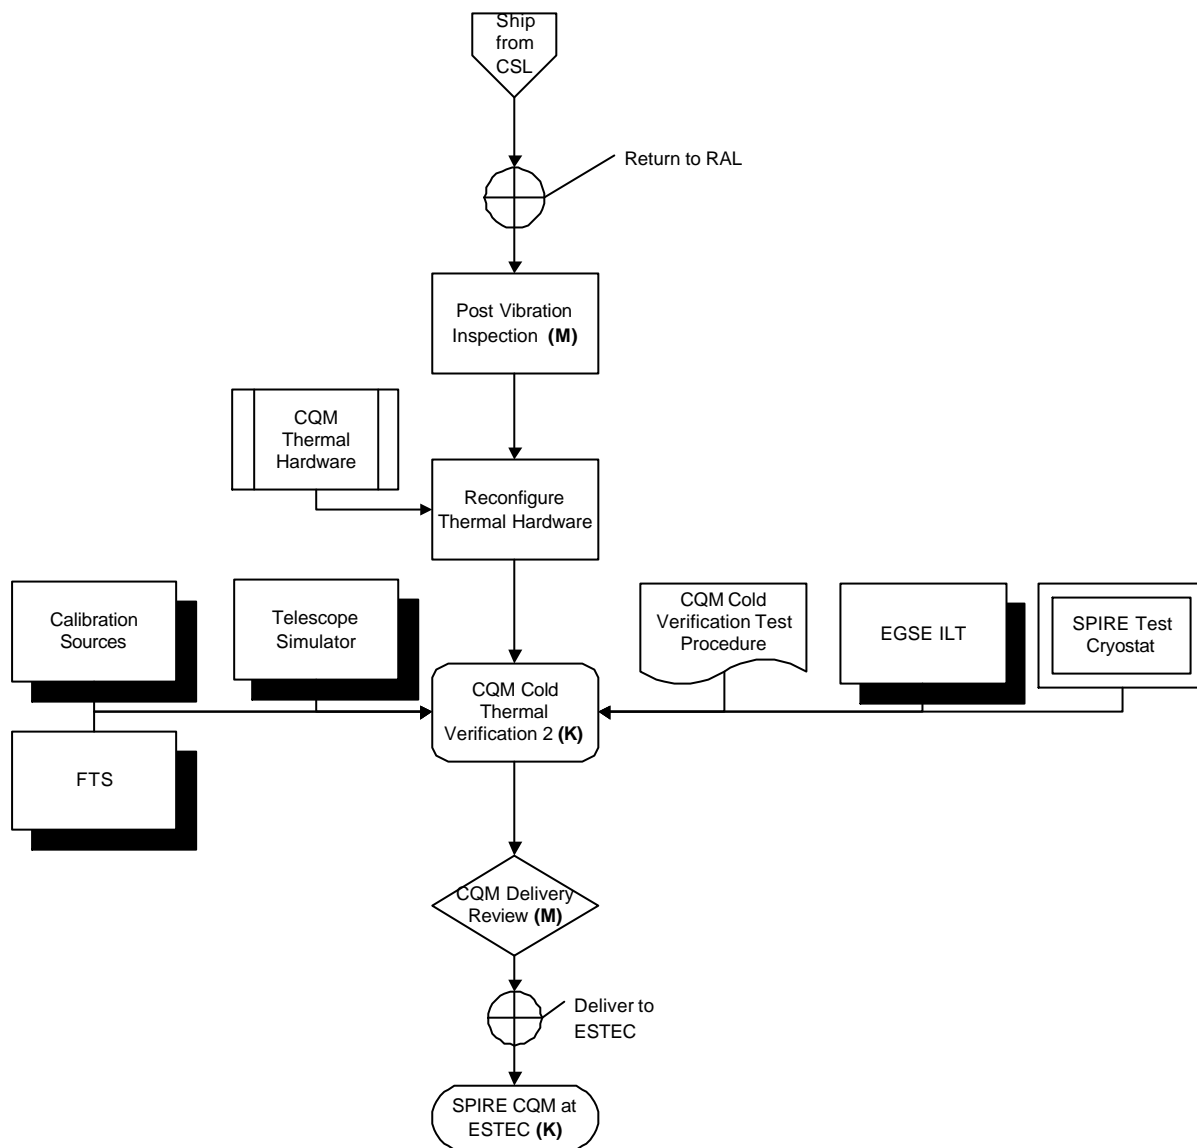 Ship
from
CSL
Return to RAL
Post Vibration
Inspection (M)
CQM
Thermal
Hardware
Reconfigure
Thermal Hardware
Calibration
Sources
Telescope
Simulator
CQM Cold
Verification Test
Procedure
EGSE ILT
SPIRE Test
Cryostat
CQM Cold
Thermal
Verification 2 (K)
FTS
CQM Delivery
Review (M)
Deliver to
ESTEC
SPIRE CQM at
ESTEC (K)